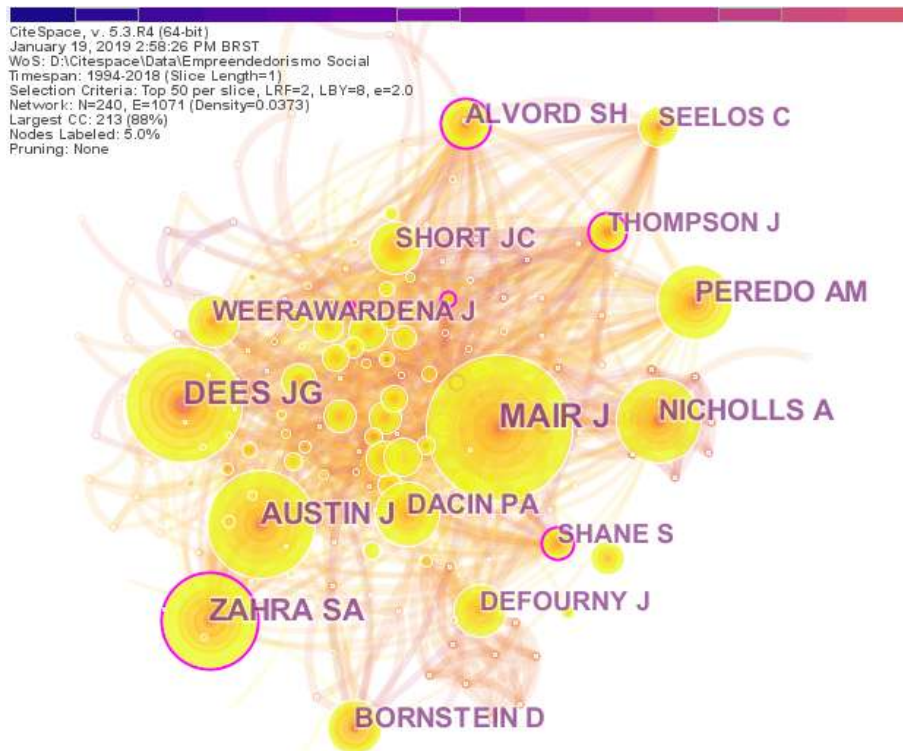 CiteSpace, v. 5.3.R4 (64-bit)
January 19, 2019 2:58:26 PM BRST
WoS: D:\Citespace\Data\Empreendedorismo Social
Timespan: 1994-2018 (Slice Length=1)
Selection Criteria: Top 50 per slice, LRF=2, LBY=8, e=2.0
Network: N=240, E=1071 (Density=0.0373)
Largest CC: 213 (88%)
Nodes Labeled: 5.0%
Pruning: None
ALVORD SH
SEELOS C
THOMPSON J
SHORT JC
PEREDO AM
WEERAWARDENA J
DEES JG
MAIR J
NICHOLLS A
AUSTIN J
DACIN PA
SHANE S
DEFOURNY J
ZAHRA SA
BORNSTEIN D